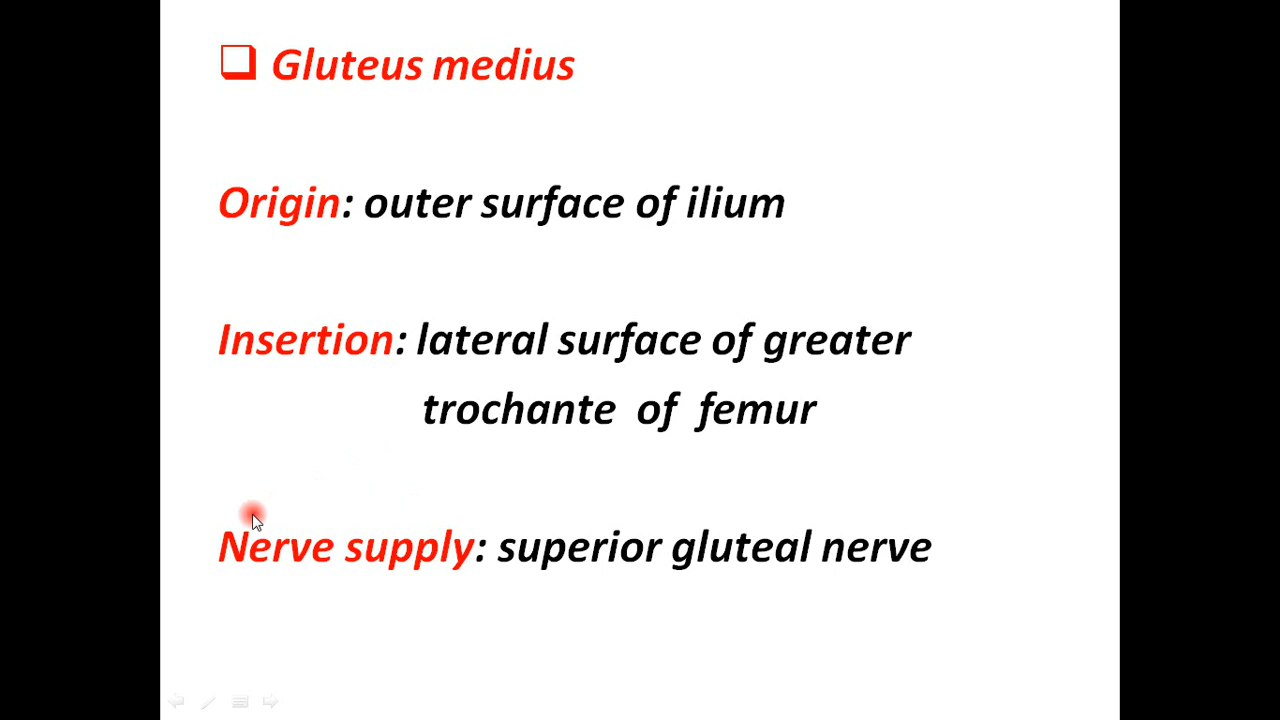 Gluteus medius
Origin: outer surface of ilium
Insertion: lateral surface of greater
trochante of femur
Nerve supply: superior gluteal nerve